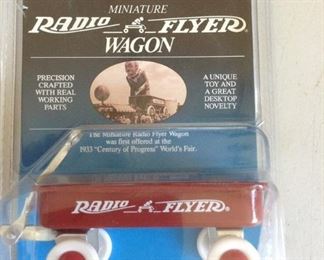 MINIATURE
RADIO FLYER®
WAGON
PRECISION
CRAFTED
WITH REAL
WORKING
PARTS
A UNIQUE
TOY AND
A GREAT
DESKTOP
NOVELTY
The Miniature Radio Flyer Wagon
was first offered at the
1933 "Century of Progress" World's Fair.
RADIO FLYER®